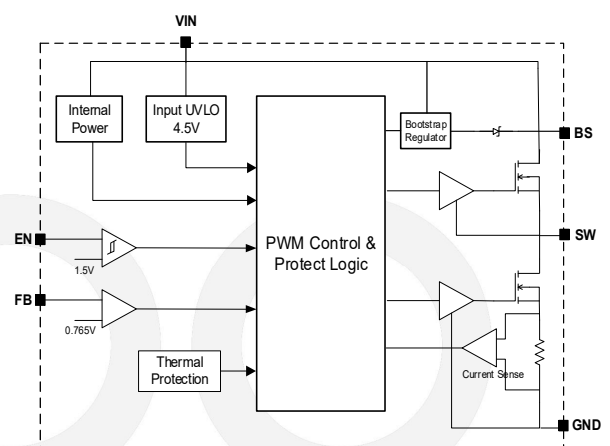 VIN
Internal
Power
Input UVLO
4.5V
Bootstrap
Regulator
BS
EN
1.5V
PWM Control &
Protect Logic
SW
FB
0.765V
Thermal
Protection
Current Sense
GND